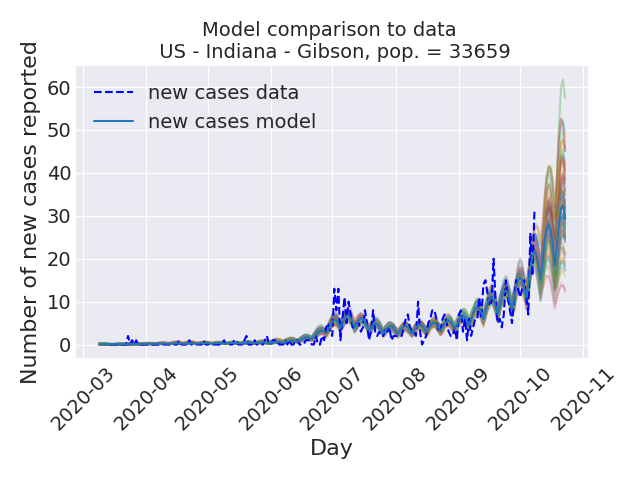 Model comparison to data
US - Indiana - Gibson, pop. = 33659
Number of new cases reported
60
50
40
30
20
10
0
new cases data
new cases model
2020-03
2020-04
2020-05
2020-06
2020-07
2020-08
2020-09
2020-10
2020-11
Day